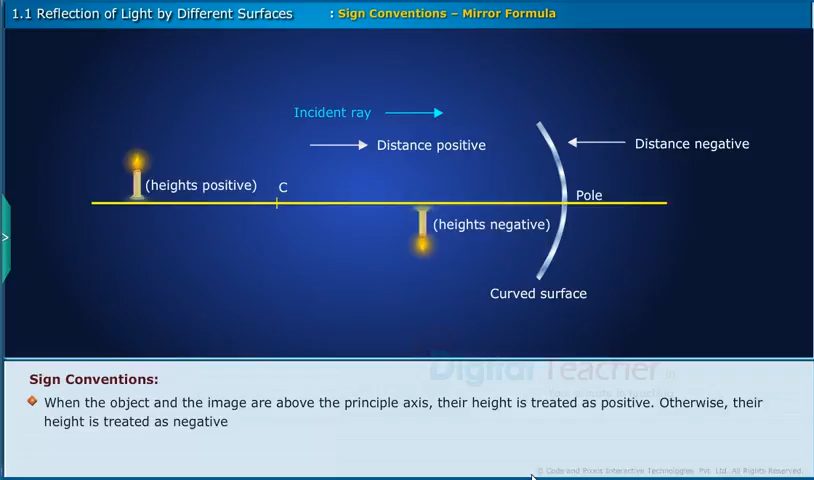 1.1 Reflection of Light by Different Surfaces : Sign Conventions – Mirror Formula
Incident ray
Distance positive
Distance negative
(heights positive)
C
Pole
(heights negative)
Curved surface
Digital Teacher
Sign Conventions:
When the object and the image are above the principle axis, their height is treated as positive. Otherwise, their
height is treated as negative
>
© Code and Pixels Interactive Technologies Pvt. Ltd. All Rights Reserved.